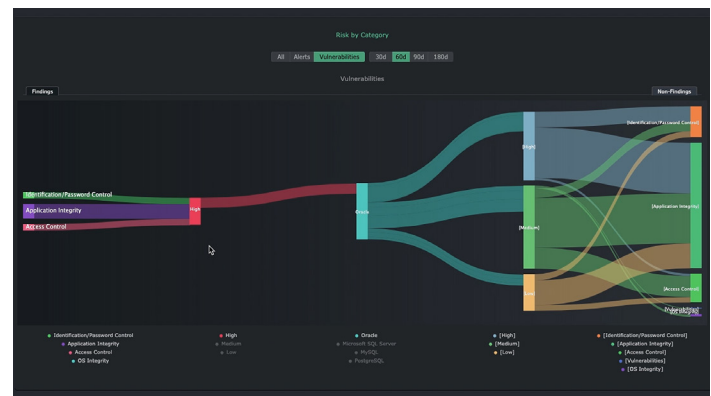 Risk by Category
All Alerts Vulnerabilities 30d 60d 90d 180d
Vulnerabilities
Findings
Non-Findings
[Identification/Password Control]
[High]
Identification/Password Control
Application Integrity
High
Oracle
[Application Integrity]
Access Control
[Medium]
[Access Control]
[Low]
[Vulnerabilities]
[OS Integrity]
Identification/Password Control
Application Integrity
Access Control
OS Integrity
High
Medium
Low
Oracle
Microsoft SQL Server
MySQL
PostgreSQL
[High]
[Medium]
[Low]
[Identification/Password Control]
[Application Integrity]
[Access Control]
[Vulnerabilities]
[OS Integrity]